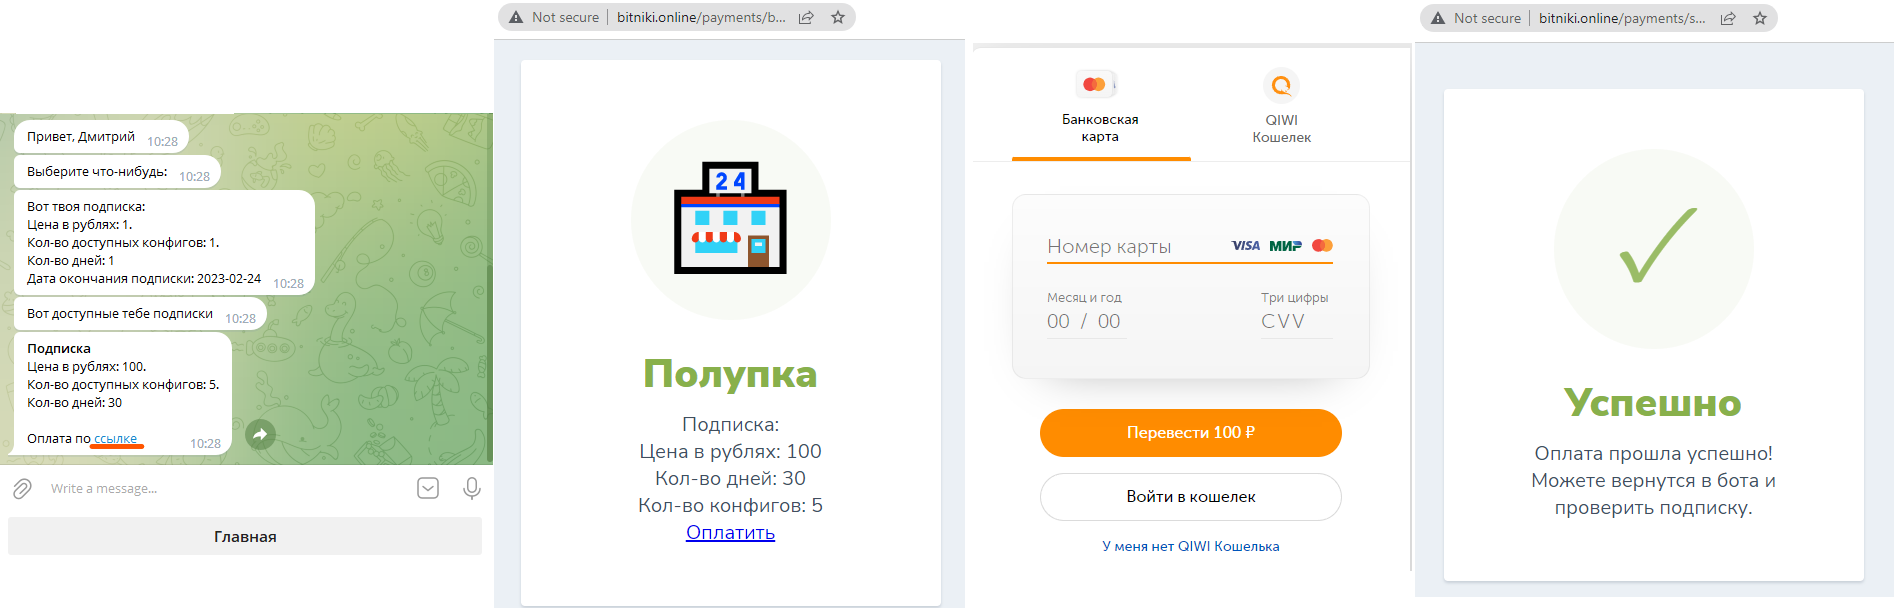 Привет, Дмитрий 10:28
Выберите что-нибудь: 10:28
Вот твоя подписка:
Цена в рублях: 1.
Кол-во доступных конфигов: 1.
Кол-во дней: 1
Дата окончания подписки: 2023-02-24 10:28
Вот доступные тебе подписки 10:28
Подписка
Цена в рублях: 100.
Кол-во доступных конфигов: 5.
Кол-во дней: 30
Оплата по ссылке 10:28
Write a message...
Главная
Not secure bitniki.online/payments/b...
24
Полупка
Подписка:
Цена в рублях: 100
Кол-во дней: 30
Кол-во конфигов: 5
Оплатить
Банковская
карта
QIWI
Кошелек
Номер карты VISA МИР
Месяц и год Три цифры
00 / 00 CVV
Перевести 100 ₽
Войти в кошелек
У меня нет QIWI Кошелька
Not secure bitniki.online/payments/s...
Успешно
Оплата прошла успешно!
Можете вернутся в бота и
проверить подписку.